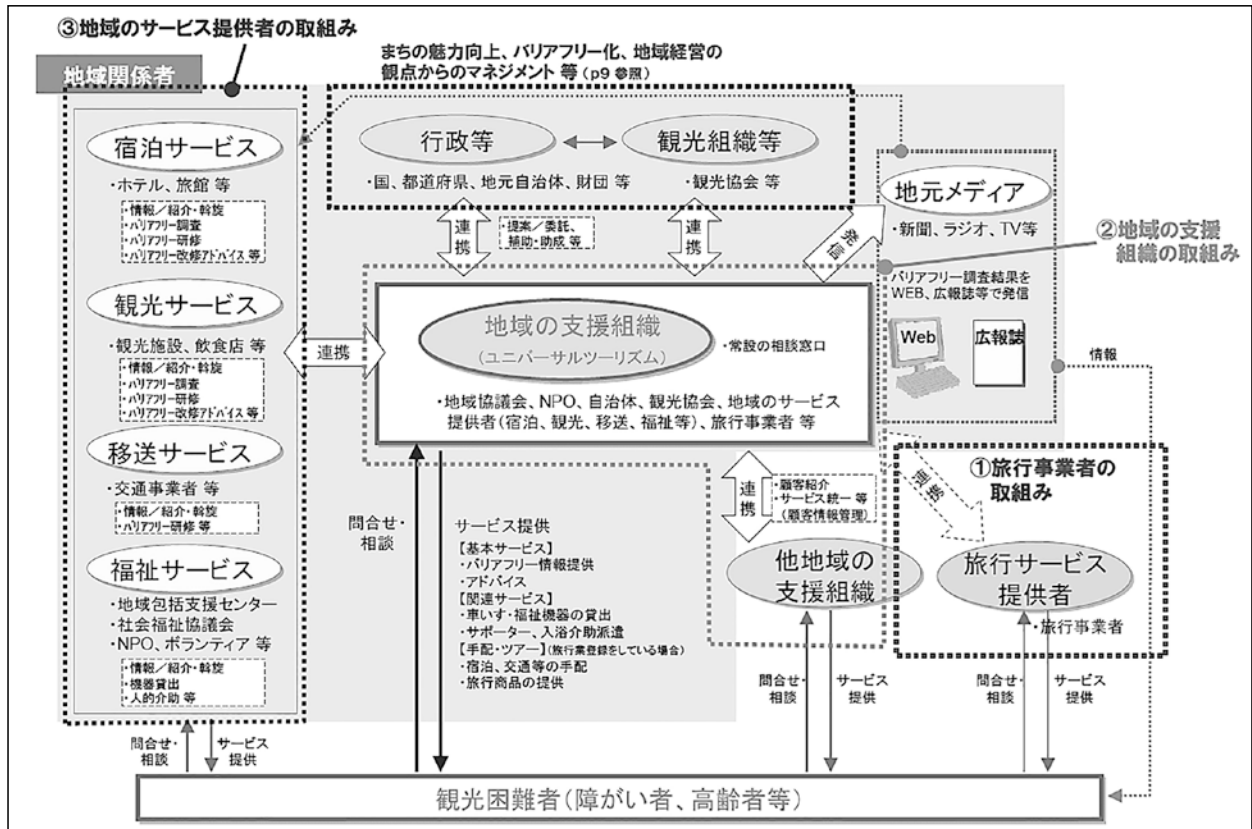 ③地域のサービス提供者の取組み
地域関係者
まちの魅力向上、バリアフリー化、地域経営の
観点からのマネジメント 等(p9 参照)
宿泊サービス
・ホテル、旅館 等
・情報/紹介・斡旋
・バリアフリー調査
・バリアフリー研修
・バリアフリー改修アドバイス 等
観光サービス
・観光施設、飲食店 等
・情報/紹介・斡旋
・バリアフリー調査
・バリアフリー研修
・バリアフリー改修アドバイス 等
移送サービス
・交通事業者 等
・情報/紹介・斡旋
・バリアフリー研修 等
福祉サービス
・地域包括支援センター
・社会福祉協議会
・NPO、ボランティア 等
・情報/紹介・斡旋
・機器貸出
・人的介助 等
行政等
・国、都道府県、地元自治体、財団 等
観光組織等
・観光協会 等
連携
・提案/委託、
補助・助成 等
連携
発信
地元メディア
・新聞、ラジオ、TV等
②地域の支援
組織の取組み
バリアフリー調査結果を
WEB、広報誌等で発信
Web
広報誌
情報
連携
地域の支援組織
(ユニバーサルツーリズム)
・常設の相談窓口
・地域協議会、NPO、自治体、観光協会、地域のサービス
提供者(宿泊、観光、移送、福祉等)、旅行事業者 等
問合せ・
相談
サービス提供
【基本サービス】
・バリアフリー情報提供
・アドバイス
【関連サービス】
・車いす・福祉機器の貸出
・サポーター、入浴介助派遣
【手配・ツアー】(旅行業登録をしている場合)
・宿泊、交通等の手配
・旅行商品の提供
連携
・顧客紹介
サービス統一 等
(顧客情報管理)
連携
①旅行事業者の
取組み
他地域の
支援組織
旅行サービス
提供者
・旅行事業者
問合せ・
相談
サービス
提供
問合せ・
相談
サービス
提供
問合せ・
相談
サービス
提供
観光困難者(障がい者、高齢者等)